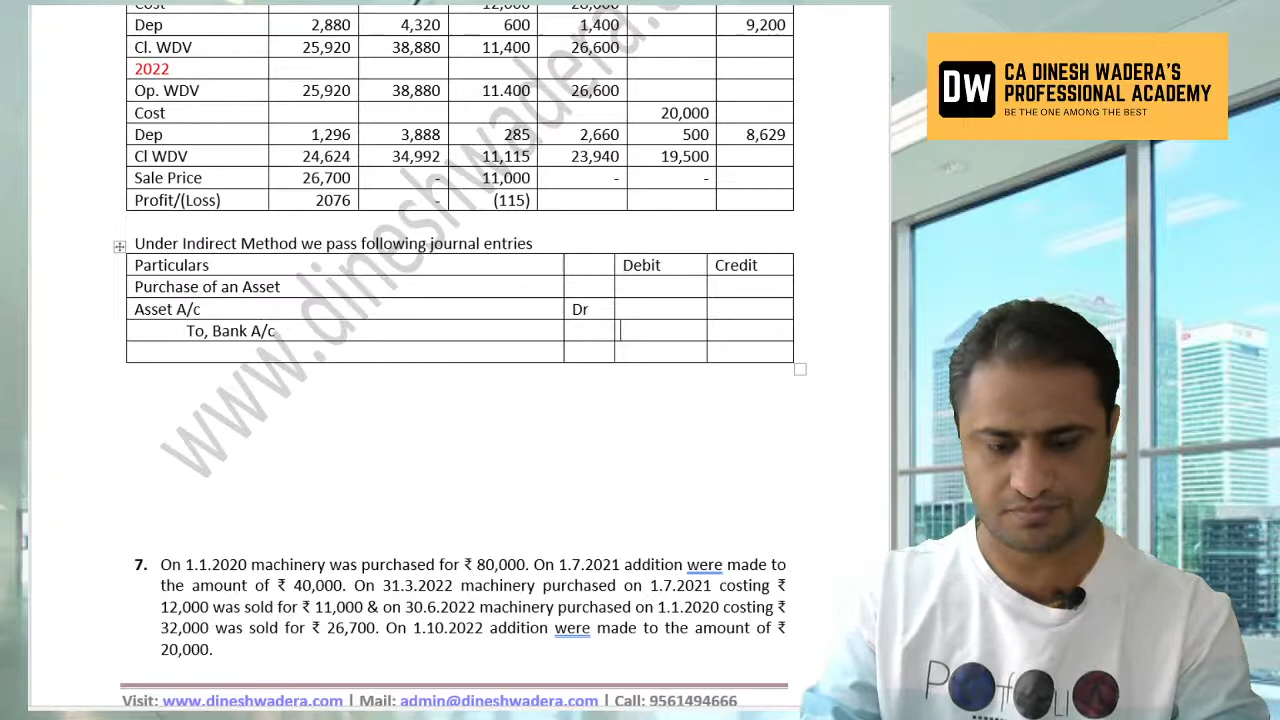 Cost 12,000 28,000
Dep 2,880 4,320 600 1,400 9,200
Cl. WDV 25,920 38,880 11,400 26,600
2022
Op. WDV 25,920 38,880 11.400 26,600
Cost 20,000
Dep 1,296 3,888 285 2,660 500 8,629
Cl WDV 24,624 34,992 11,115 23,940 19,500
Sale Price 26,700 - 11,000 - -
Profit/(Loss) 2076 - (115)
Under Indirect Method we pass following journal entries
Particulars Debit Credit
Purchase of an Asset
Asset A/c Dr
To, Bank A/c
7. On 1.1.2020 machinery was purchased for ₹ 80,000. On 1.7.2021 addition were made to
the amount of ₹ 40,000. On 31.3.2022 machinery purchased on 1.7.2021 costing ₹
12,000 was sold for ₹ 11,000 & on 30.6.2022 machinery purchased on 1.1.2020 costing ₹
32,000 was sold for ₹ 26,700. On 1.10.2022 addition were made to the amount of ₹
20,000.
Visit: www.dineshwadera.com | Mail: admin@dineshwadera.com | Call: 9561494666
www.dineshwadera.
DW
CA DINESH WADERA'S
PROFESSIONAL ACADEMY
BE THE ONE AMONG THE BEST